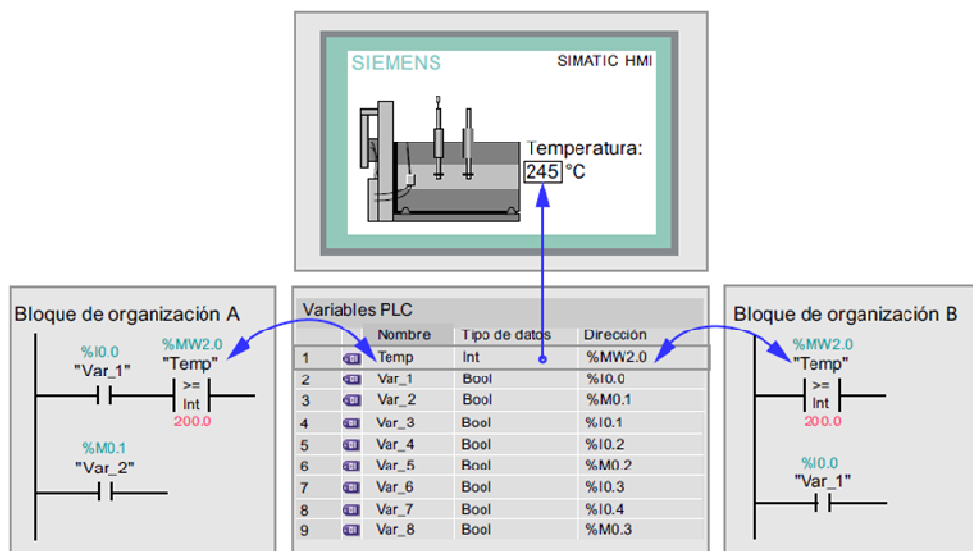 SIEMENS SIMATIC HMI
Temperatura:
245 °C
Bloque de organización A
%I0.0 %MW2.0
"Var_1" "Temp"
>=
Int
200.0
%M0.1
"Var_2"
Variables PLC
Nombre Tipo de datos Dirección
1 Temp Int %MW2.0
2 Var_1 Bool %I0.0
3 Var_2 Bool %M0.1
4 Var_3 Bool %I0.1
5 Var_4 Bool %I0.2
6 Var_5 Bool %M0.2
7 Var_6 Bool %I0.3
8 Var_7 Bool %I0.4
9 Var_8 Bool %M0.3
Bloque de organización B
%MW2.0
"Temp"
>=
Int
200.0
%I0.0
"Var_1"